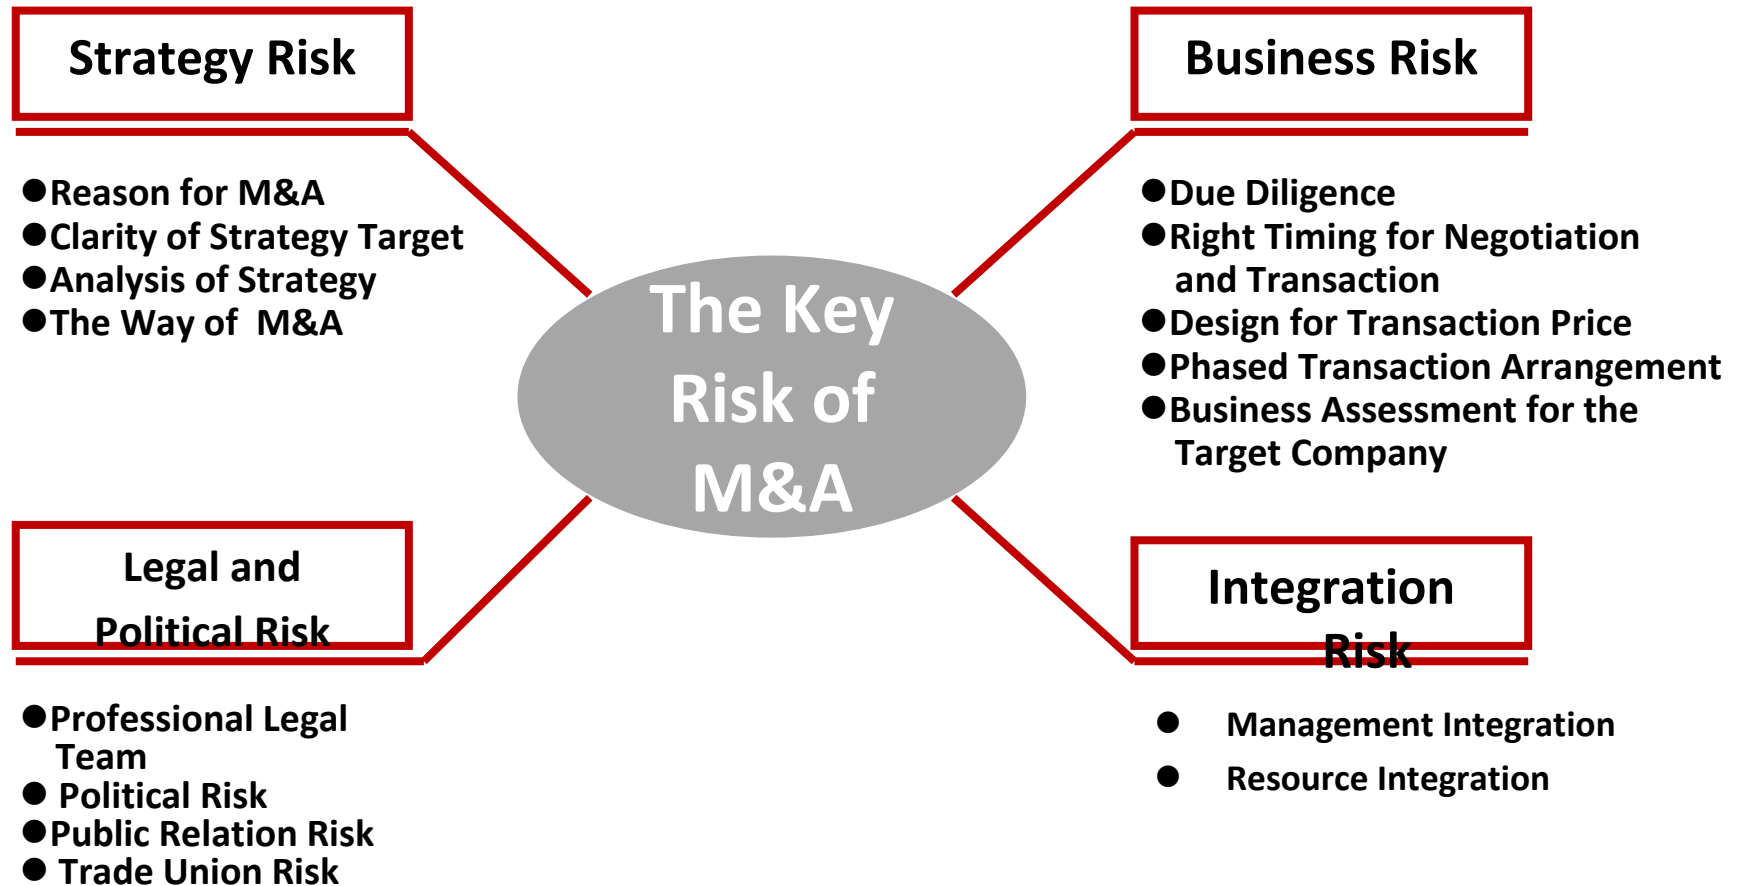 Strategy Risk
●Reason for M&A
●Clarity of Strategy Target
●Analysis of Strategy
●The Way of  M&A
Business Risk
●Due Diligence
●Right Timing for Negotiation
and Transaction
●Design for Transaction Price
●Phased Transaction Arrangement
●Business Assessment for the
Target Company
The Key
Risk of
M&A
Legal and
Political Risk
●Professional Legal
Team
● Political Risk
●Public Relation Risk
● Trade Union Risk
Integration
Risk
● Management Integration
● Resource Integration